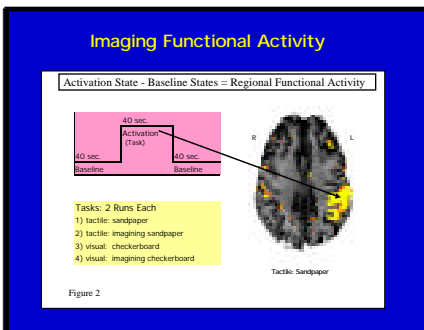 Imaging Functional Activity
Activation State - Baseline States = Regional Functional Activity
40 sec.
Activation
(Task)
40 sec.
Baseline
40 sec.
Baseline
R
L
Tasks: 2 Runs Each
1) tactile: sandpaper
2) tactile: imagining sandpaper
3) visual: checkerboard
4) visual: imagining checkerboard
Tactile: Sandpaper
Figure 2